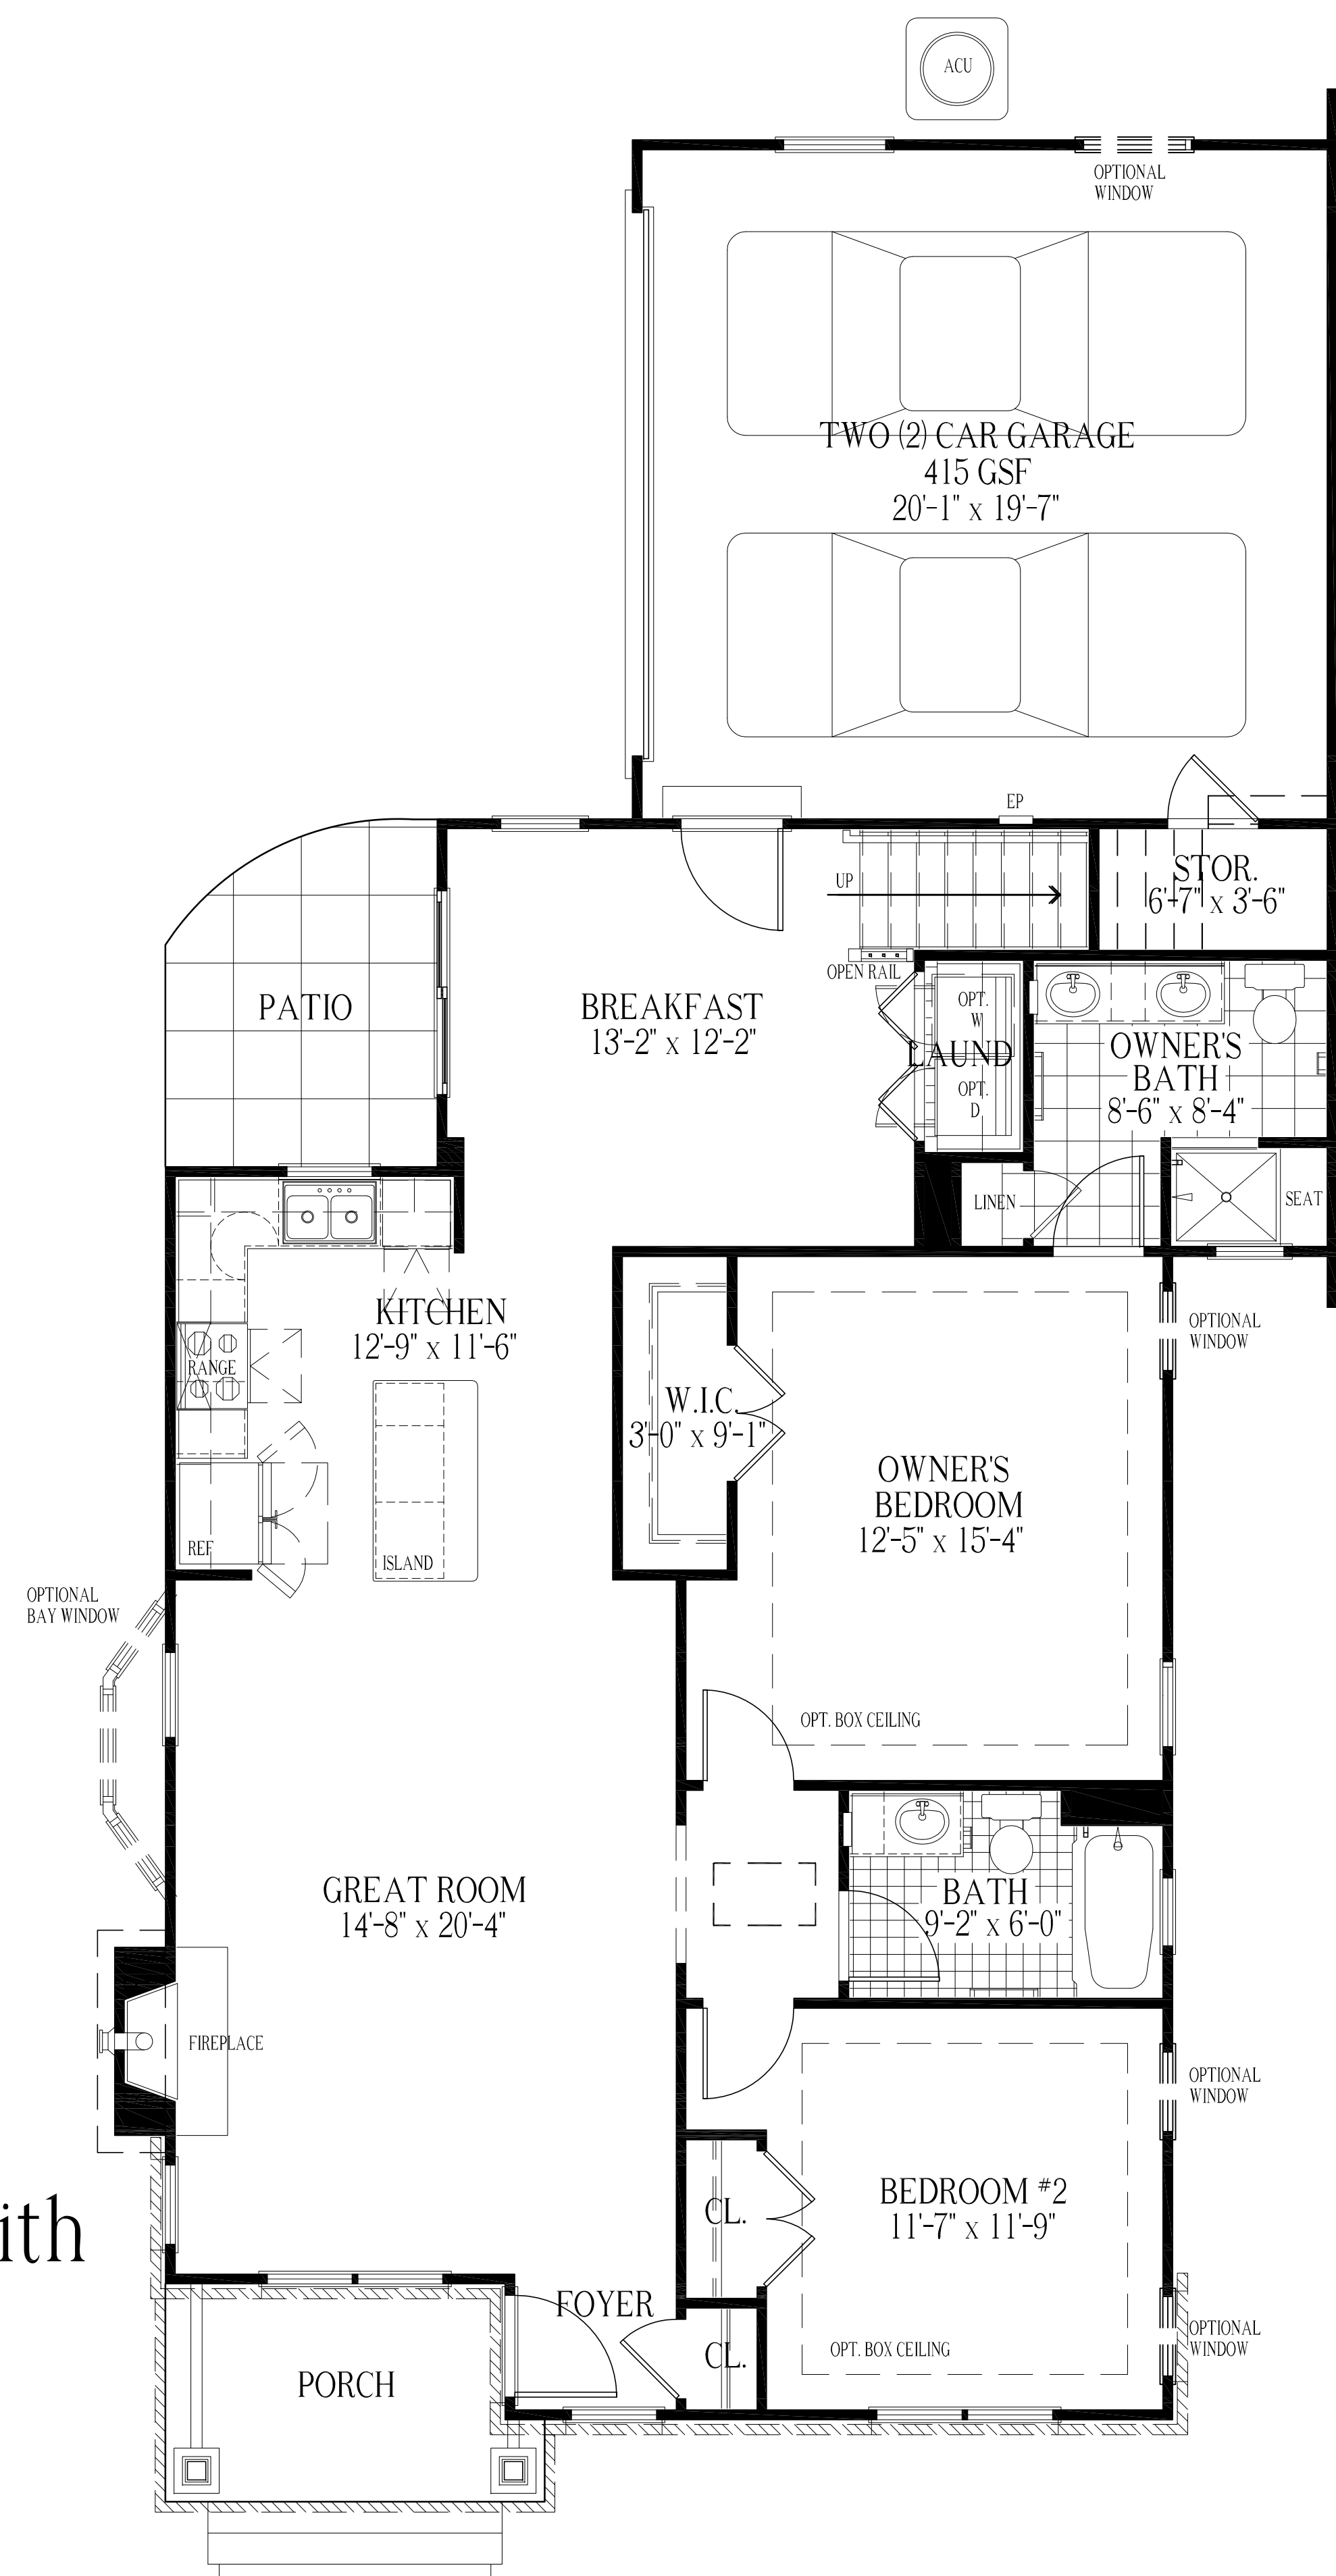 ACU
OPTIONAL
WINDOW
TWO (2) CAR GARAGE
415 GSF
20'-1" x 19'-7"
EP
STOR.
6'-7" x 3'-6"
UP
OPEN RAIL
PATIO
BREAKFAST
13'-2" x 12'-2"
OPT.
W
LAUND
OPT.
D
OWNER'S
BATH
8'-6" x 8'-4"
LINEN
SEAT
KITCHEN
12'-9" x 11'-6"
RANGE
REF
ISLAND
W.I.C.
3'-0" x 9'-1"
OPTIONAL
WINDOW
OWNER'S
BEDROOM
12'-5" x 15'-4"
OPTIONAL
BAY WINDOW
OPT. BOX CEILING
GREAT ROOM
14'-8" x 20'-4"
BATH
9'-2" x 6'-0"
FIREPLACE
OPTIONAL
WINDOW
BEDROOM #2
11'-7" x 11'-9"
CL.
ith
FOYER
CL.
OPT. BOX CEILING
OPTIONAL
WINDOW
PORCH